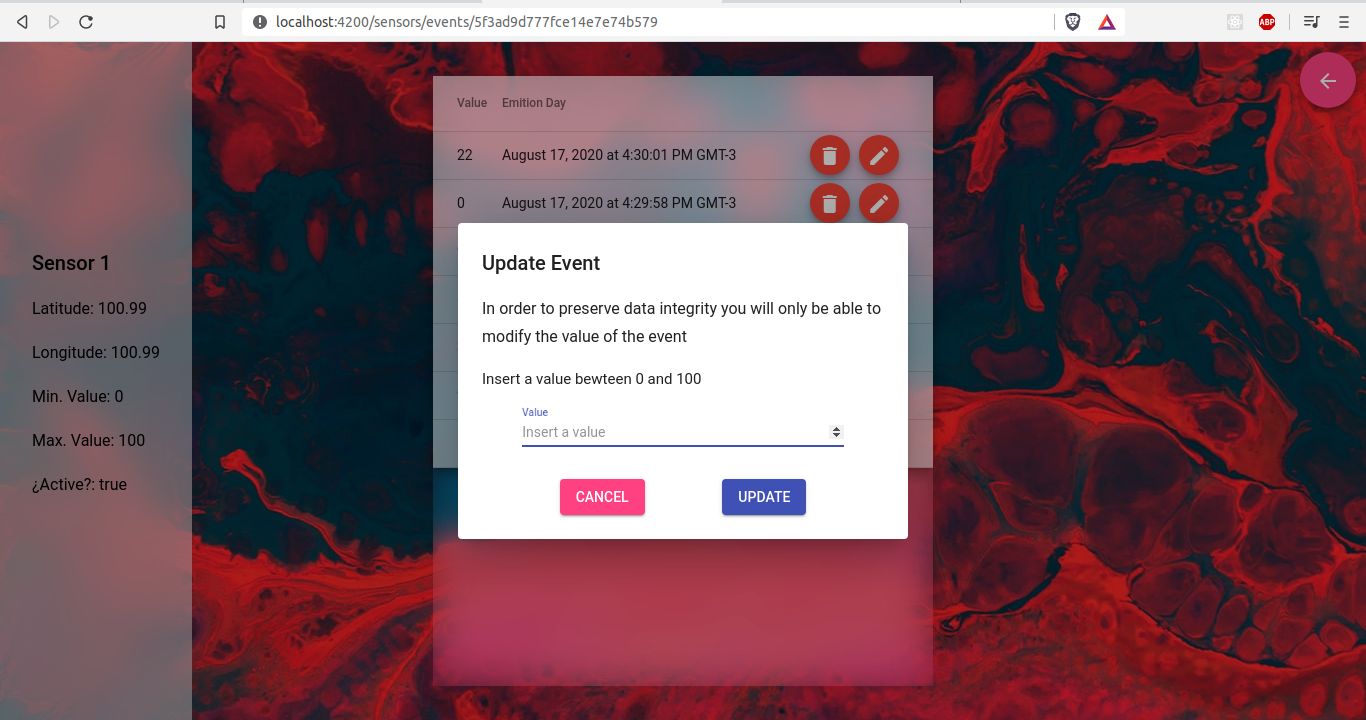 localhost:4200/sensors/events/5f3ad9d777fce14e7e74b579
ABP
Value Emition Day
22 August 17, 2020 at 4:30:01 PM GMT-3
0 August 17, 2020 at 4:29:58 PM GMT-3
Sensor 1
Latitude: 100.99
Longitude: 100.99
Min. Value: 0
Max. Value: 100
¿Active?: true
Update Event
In order to preserve data integrity you will only be able to
modify the value of the event
Insert a value bewteen 0 and 100
Value
Insert a value
CANCEL UPDATE